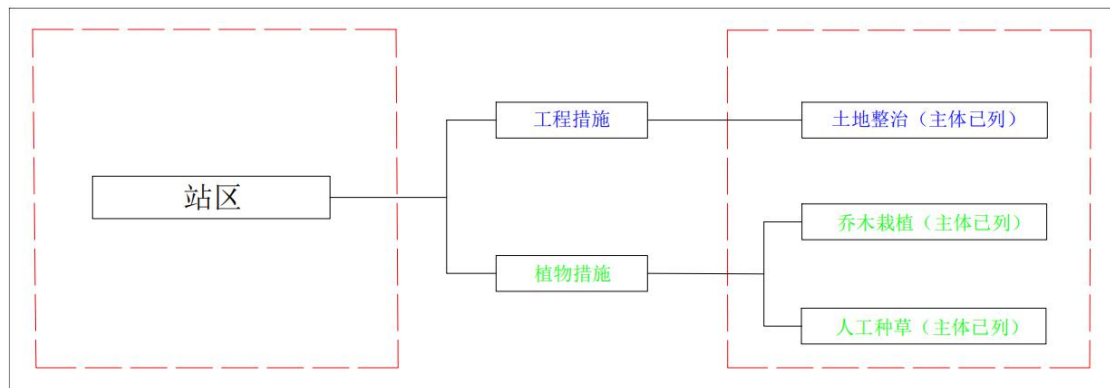 站区
工程措施
土地整治（主体已列）
植物措施
乔木栽植（主体已列）
人工种草（主体已列）